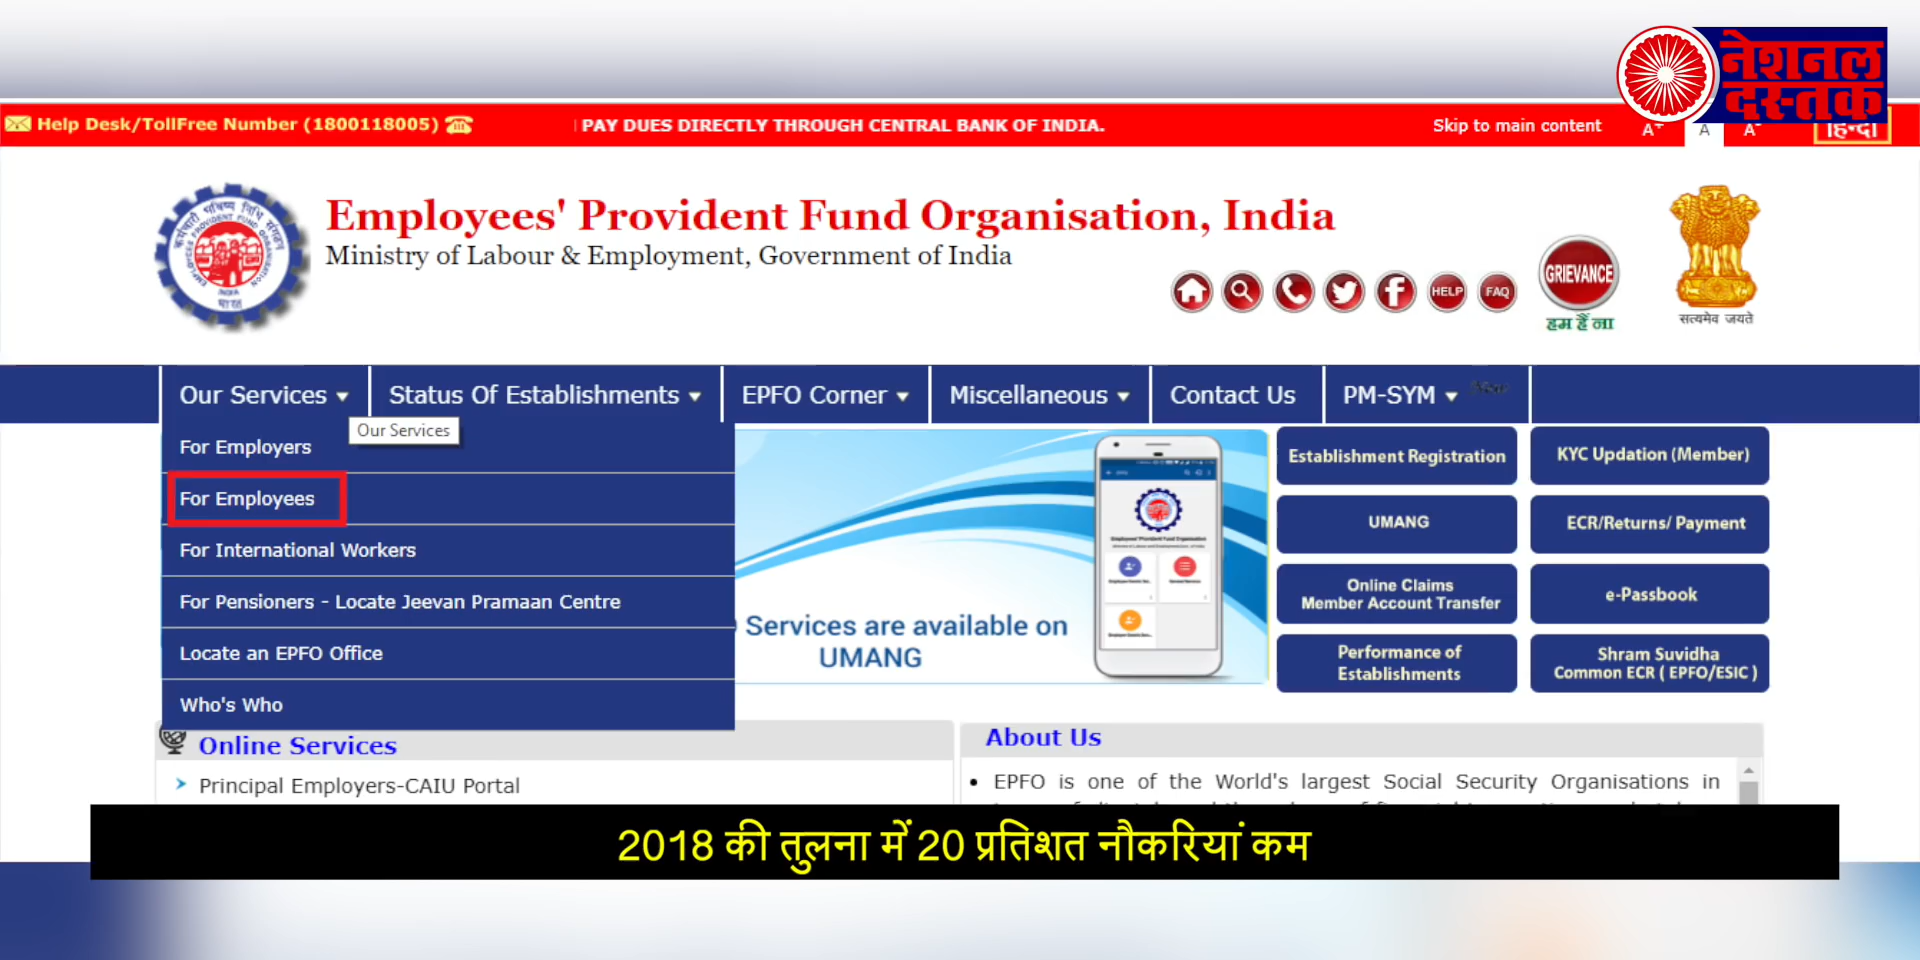 नेशनल
दस्तक
Help Desk/TollFree Number (1800118005)
PAY DUES DIRECTLY THROUGH CENTRAL BANK OF INDIA.
Skip to main content
A+
A
A-
हिन्दी
Employees' Provident Fund Organisation, India
Ministry of Labour & Employment, Government of India
HELP
FAQ
GRIEVANCE
हम हैं ना
सत्यमेव जयते
Our Services
Status Of Establishments
EPFO Corner
Miscellaneous
Contact Us
PM-SYM
Our Services
For Employers
For Employees
For International Workers
For Pensioners - Locate Jeevan Pramaan Centre
Locate an EPFO Office
Who's Who
Services are available on
UMANG
Establishment Registration
KYC Updation (Member)
UMANG
ECR/Returns/ Payment
Online Claims
Member Account Transfer
e-Passbook
Performance of
Establishments
Shram Suvidha
Common ECR ( EPFO/ESIC )
Online Services
Principal Employers-CAIU Portal
About Us
EPFO is one of the World's largest Social Security Organisations in
2018 की तुलना में 20 प्रतिशत नौकरियां कम